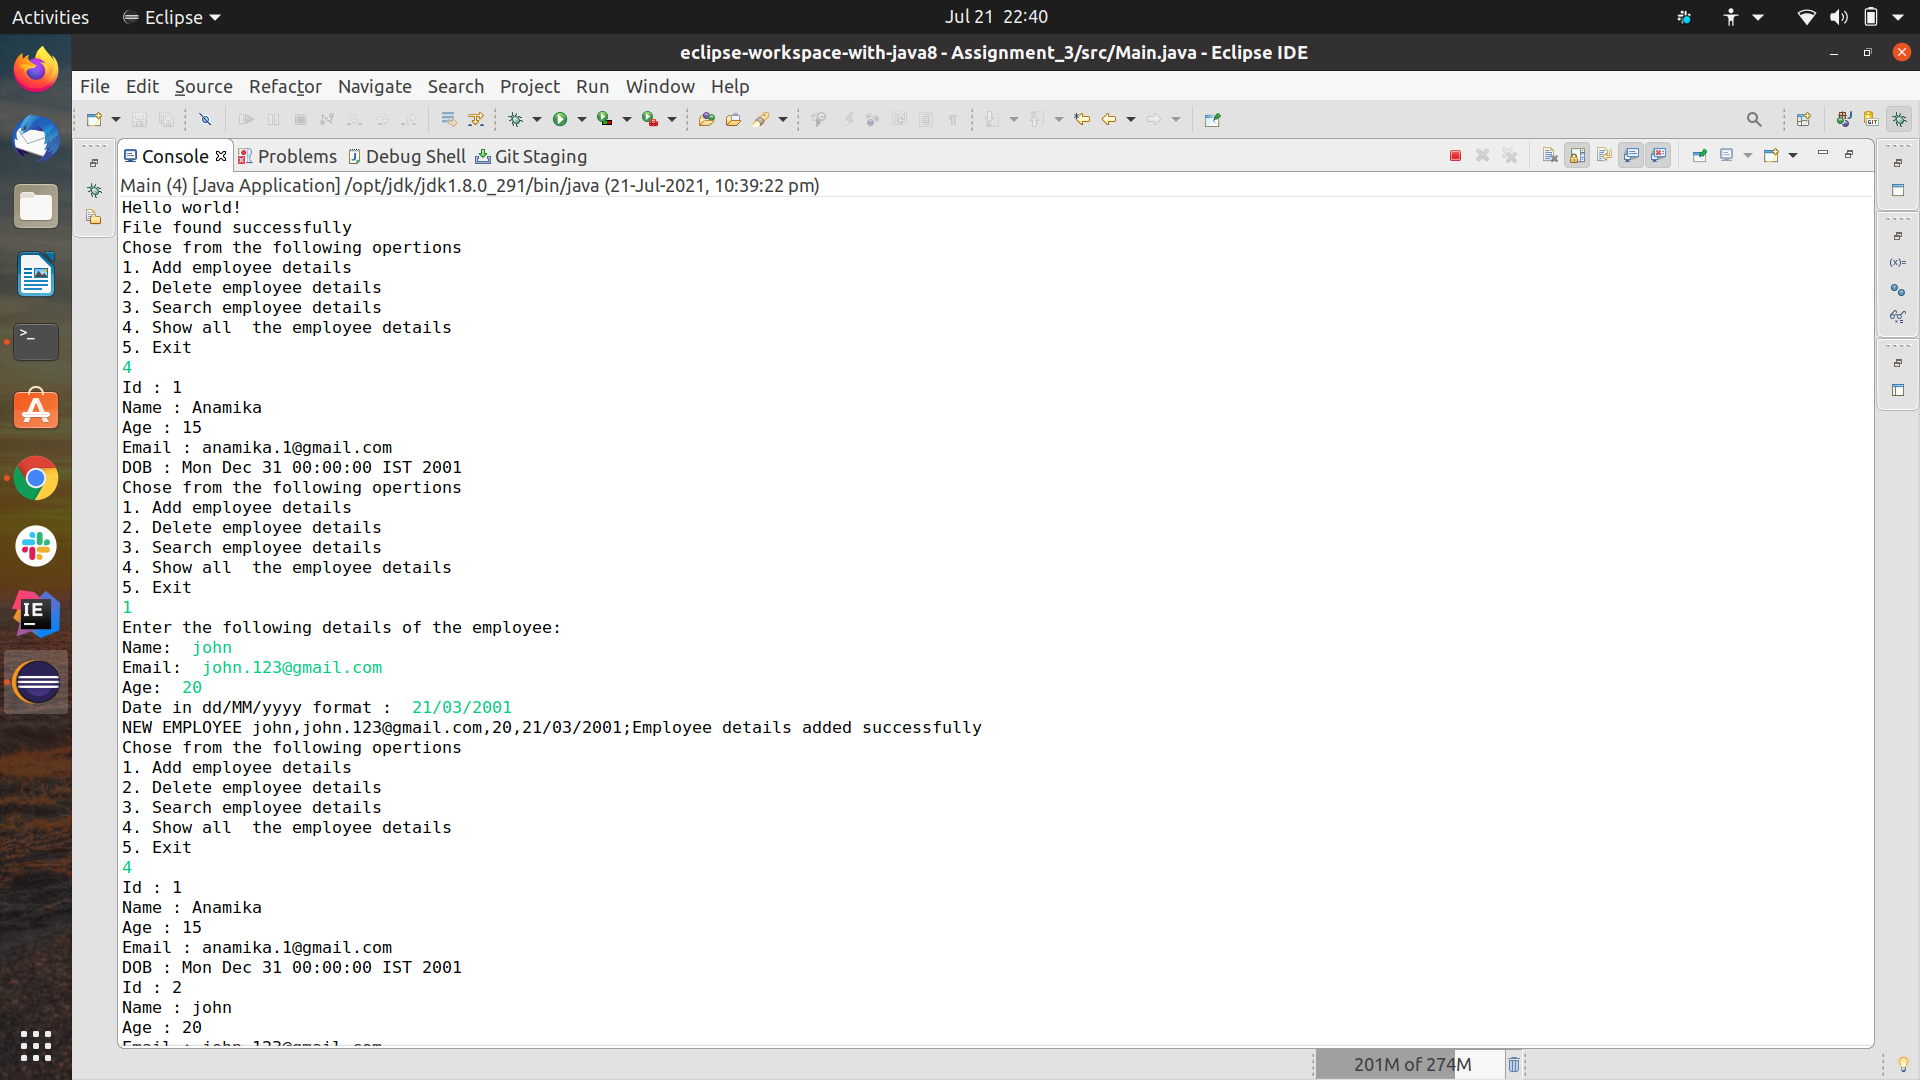 Activities Eclipse Jul 21 22:40
eclipse-workspace-with-java8 - Assignment_3/src/Main.java - Eclipse IDE
File Edit Source Refactor Navigate Search Project Run Window Help
Console Problems Debug Shell Git Staging
Main (4) [Java Application] /opt/jdk/jdk1.8.0_291/bin/java (21-Jul-2021, 10:39:22 pm)
Hello world!
File found successfully
Chose from the following opertions
1. Add employee details
2. Delete employee details
3. Search employee details
4. Show all  the employee details
5. Exit
4
Id : 1
Name : Anamika
Age : 15
Email : anamika.1@gmail.com
DOB : Mon Dec 31 00:00:00 IST 2001
Chose from the following opertions
1. Add employee details
2. Delete employee details
3. Search employee details
4. Show all  the employee details
5. Exit
1
Enter the following details of the employee:
Name:  john
Email:  john.123@gmail.com
Age:  20
Date in dd/MM/yyyy format :  21/03/2001
NEW EMPLOYEE john,john.123@gmail.com,20,21/03/2001;Employee details added successfully
Chose from the following opertions
1. Add employee details
2. Delete employee details
3. Search employee details
4. Show all  the employee details
5. Exit
4
Id : 1
Name : Anamika
Age : 15
Email : anamika.1@gmail.com
DOB : Mon Dec 31 00:00:00 IST 2001
Id : 2
Name : john
Age : 20
Email : john.123@gmail.com
201M of 274M